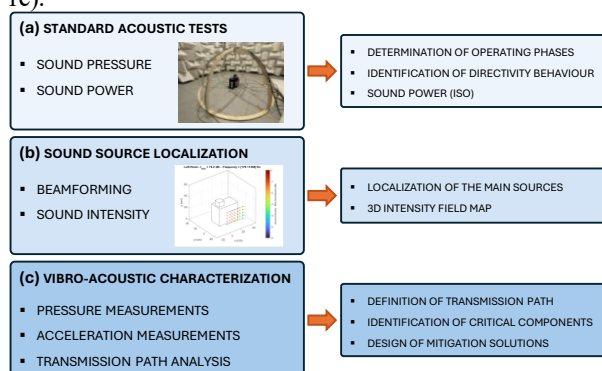 re).
(a) STANDARD ACOUSTIC TESTS
▪ SOUND PRESSURE
▪ SOUND POWER
▪ DETERMINATION OF OPERATING PHASES
▪ IDENTIFICATION OF DIRECTIVITY BEHAVIOUR
▪ SOUND POWER (ISO)
(b) SOUND SOURCE LOCALIZATION
▪ BEAMFORMING
▪ SOUND INTENSITY
▪ LOCALIZATION OF THE MAIN SOURCES
▪ 3D INTENSITY FIELD MAP
(c) VIBRO-ACOUSTIC CHARACTERIZATION
▪ PRESSURE MEASUREMENTS
▪ ACCELERATION MEASUREMENTS
▪ TRANSMISSION PATH ANALYSIS
▪ DEFINITION OF TRANSMISSION PATH
▪ IDENTIFICATION OF CRITICAL COMPONENTS
▪ DESIGN OF MITIGATION SOLUTIONS